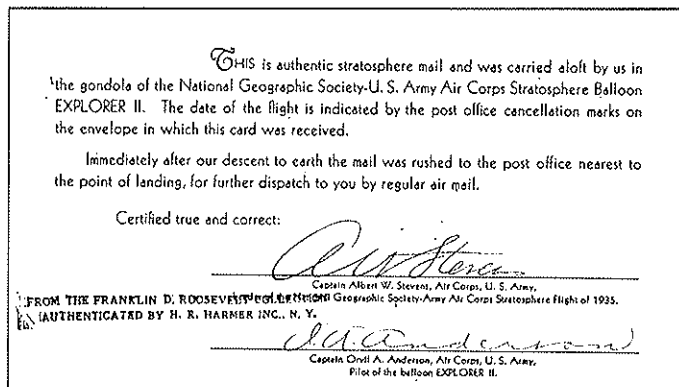 THIS is authentic stratosphere mail and was carried aloft by us in
the gondola of the National Geographic Society-U. S. Army Air Corps Stratosphere Balloon
EXPLORER II. The date of the flight is indicated by the post office cancellation marks on
the envelope in which this card was received.
Immediately after our descent to earth the mail was rushed to the post office nearest to
the point of landing, for further dispatch to you by regular air mail.
Certified true and correct:
A W Stevens
Captain Albert W. Stevens, Air Corps, U. S. Army,
FROM THE FRANKLIN D. ROOSEVELT COLLECTION Geographic Society-Army Air Corps Stratosphere Flight of 1935.
AUTHENTICATED BY H. R. HARMER INC., N. Y.
O. A. Anderson
Captain Orvil A. Anderson, Air Corps, U. S. Army,
Pilot of the balloon EXPLORER II.